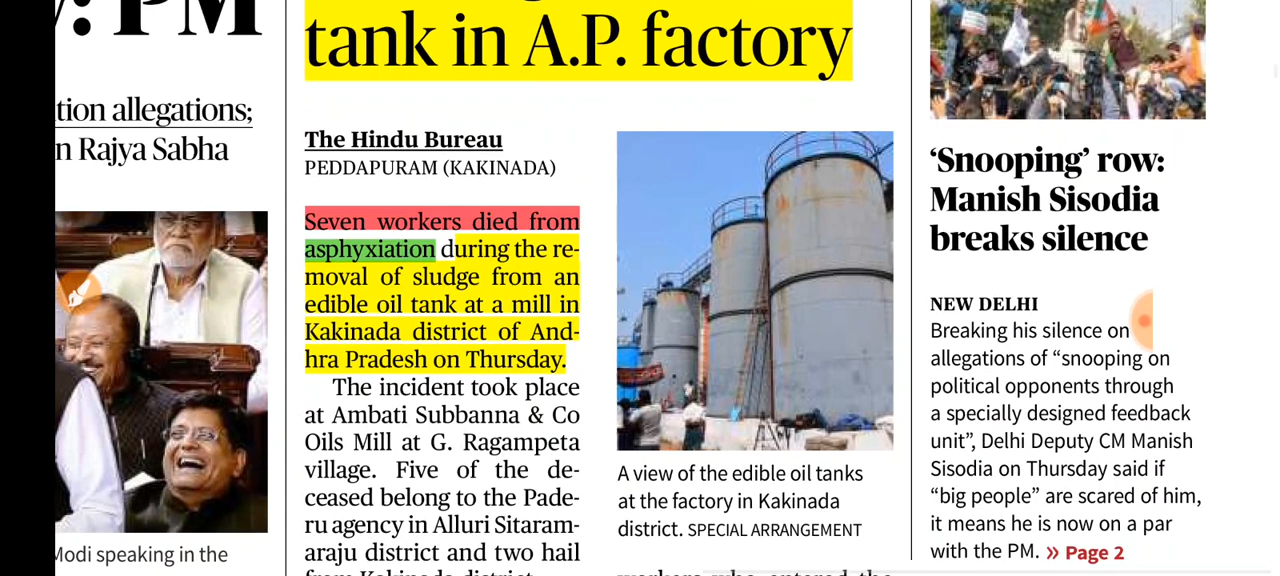 : PM
tion allegations;
n Rajya Sabha
Modi speaking in the
tank in A.P. factory
The Hindu Bureau
PEDDAPURAM (KAKINADA)
Seven workers died from
asphyxiation during the re-
moval of sludge from an
edible oil tank at a mill in
Kakinada district of And-
hra Pradesh on Thursday.
The incident took place
at Ambati Subbanna & Co
Oils Mill at G. Ragampeta
village. Five of the de-
ceased belong to the Pade-
ru agency in Alluri Sitaram-
araju district and two hail
from Kakinada district.
A view of the edible oil tanks
at the factory in Kakinada
district. SPECIAL ARRANGEMENT
workers who entered the
‘Snooping’ row:
Manish Sisodia
breaks silence
NEW DELHI
Breaking his silence on
allegations of “snooping on
political opponents through
a specially designed feedback
unit”, Delhi Deputy CM Manish
Sisodia on Thursday said if
“big people” are scared of him,
it means he is now on a par
with the PM. » Page 2